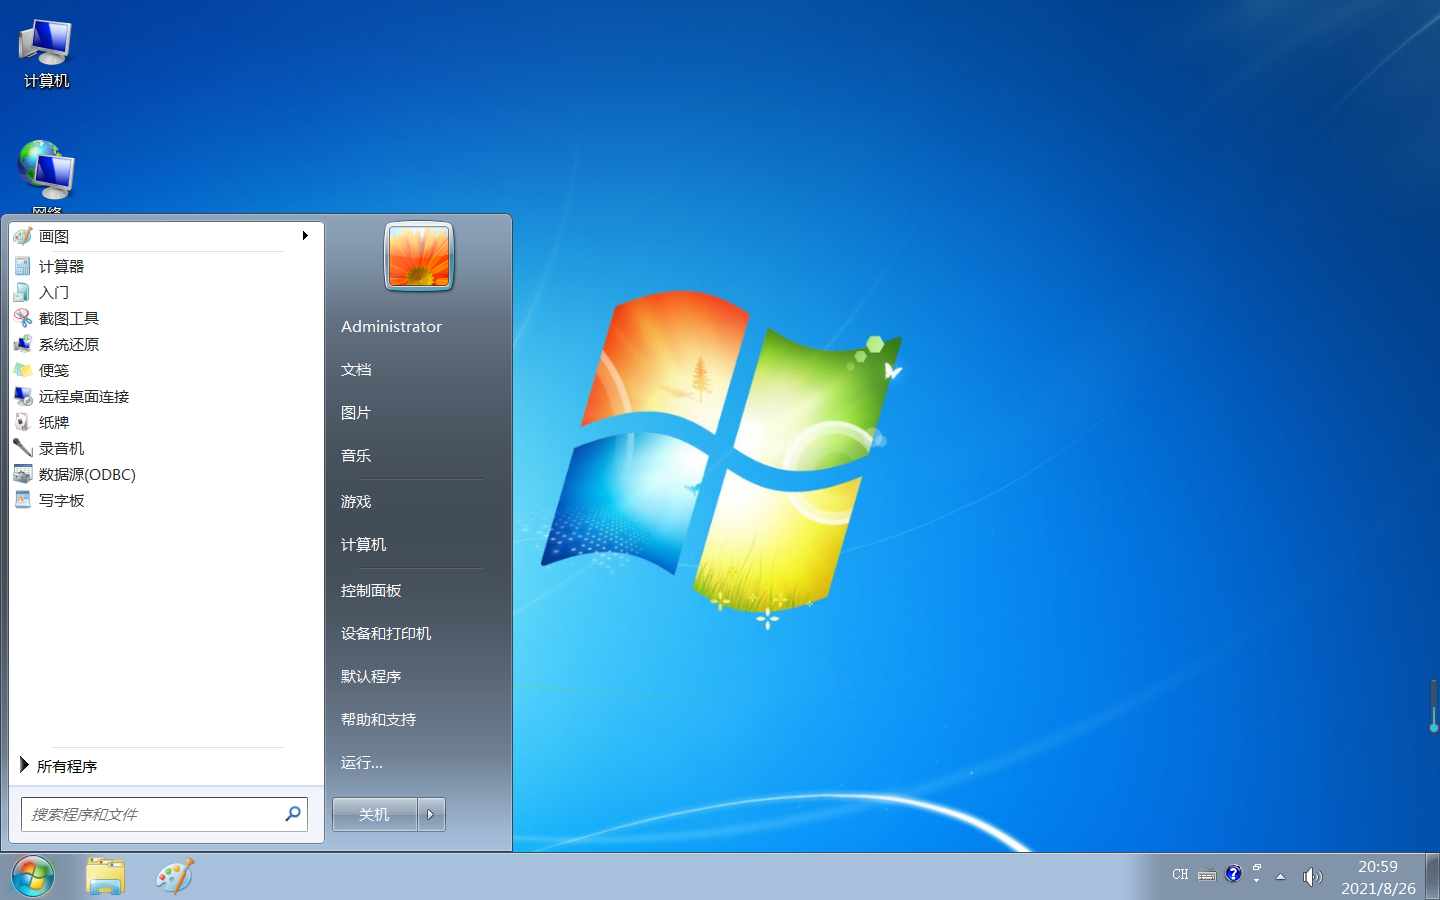 计算机
网络
画图
计算器
入门
截图工具
系统还原
便笺
远程桌面连接
纸牌
录音机
数据源(ODBC)
写字板
所有程序
搜索程序和文件
Administrator
文档
图片
音乐
游戏
计算机
控制面板
设备和打印机
默认程序
帮助和支持
运行...
关机
CH
20:59
2021/8/26